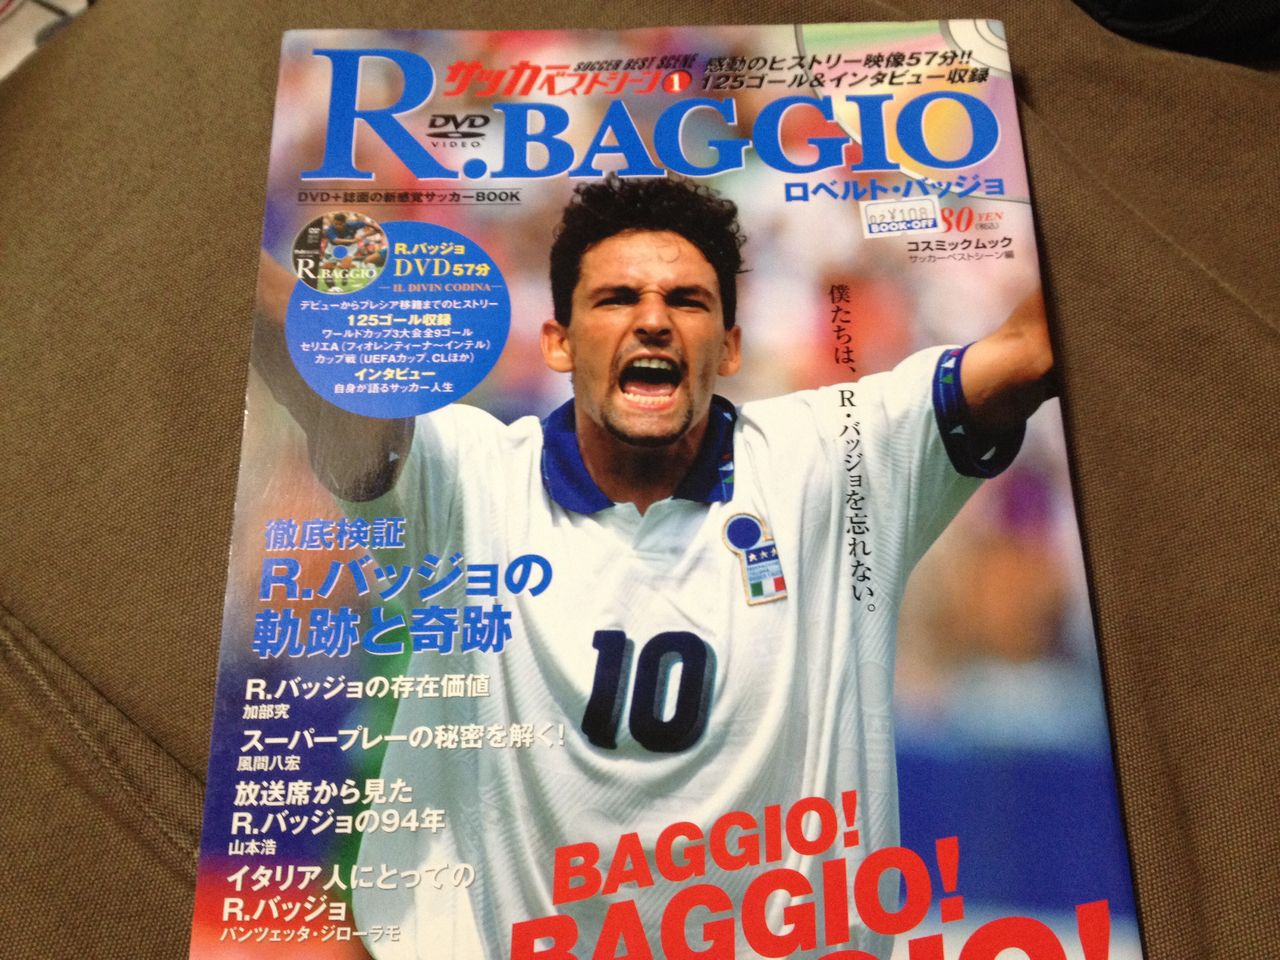 SOCCER BEST SCENE
サッカーベストシーン1
感動のヒストリー映像57分!!
125ゴール&インタビュー収録
R.BAGGIO
DVD
VIDEO
ロベルト・バッジョ
DVD+誌面の新感覚サッカーBOOK
¥108
BOOK·OFF
80 YEN
(税込)
コスミックムック
サッカーベストシーン編
R.BAGGIO
R.バッジョ
DVD57分
IL DIVIN CODINA
デビューからブレシア移籍までのヒストリー
125ゴール収録
ワールドカップ3大会全9ゴール
セリエA(フィオレンティーナ〜インテル)
カップ戦(UEFAカップ、CLほか)
インタビュー
自身が語るサッカー人生
僕たちは、R・バッジョを忘れない。
徹底検証
R.バッジョの
軌跡と奇跡
10
R.バッジョの存在価値
加部究
スーパープレーの秘密を解く!
風間八宏
放送席から見た
R.バッジョの94年
山本浩
イタリア人にとっての
R.バッジョ
パンツェッタ・ジローラモ
BAGGIO!
BAGGIO!